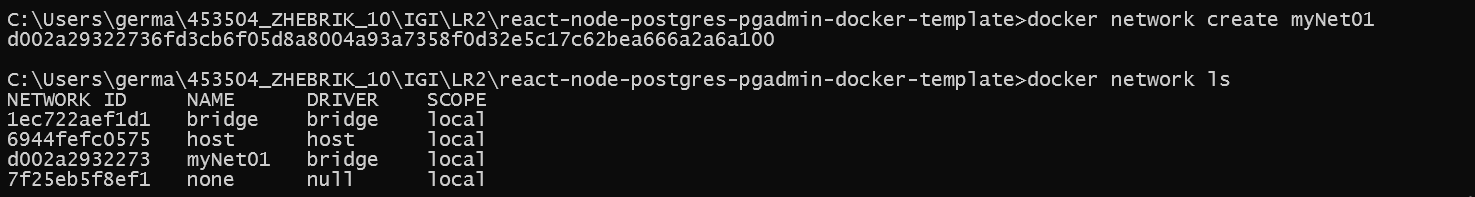 C:\Users\germa\453504_ZHEBRIK_10\IGI\LR2\react-node-postgres-pgadmin-docker-template>docker network create myNet01
d002a29322736fd3cb6f05d8a8004a93a7358f0d32e5c17c62bea666a2a6a100
C:\Users\germa\453504_ZHEBRIK_10\IGI\LR2\react-node-postgres-pgadmin-docker-template>docker network ls
NETWORK ID     NAME      DRIVER    SCOPE
1ec722aef1d1   bridge    bridge    local
6944fefc0575   host      host      local
d002a2932273   myNet01   bridge    local
7f25eb5f8ef1   none      null      local